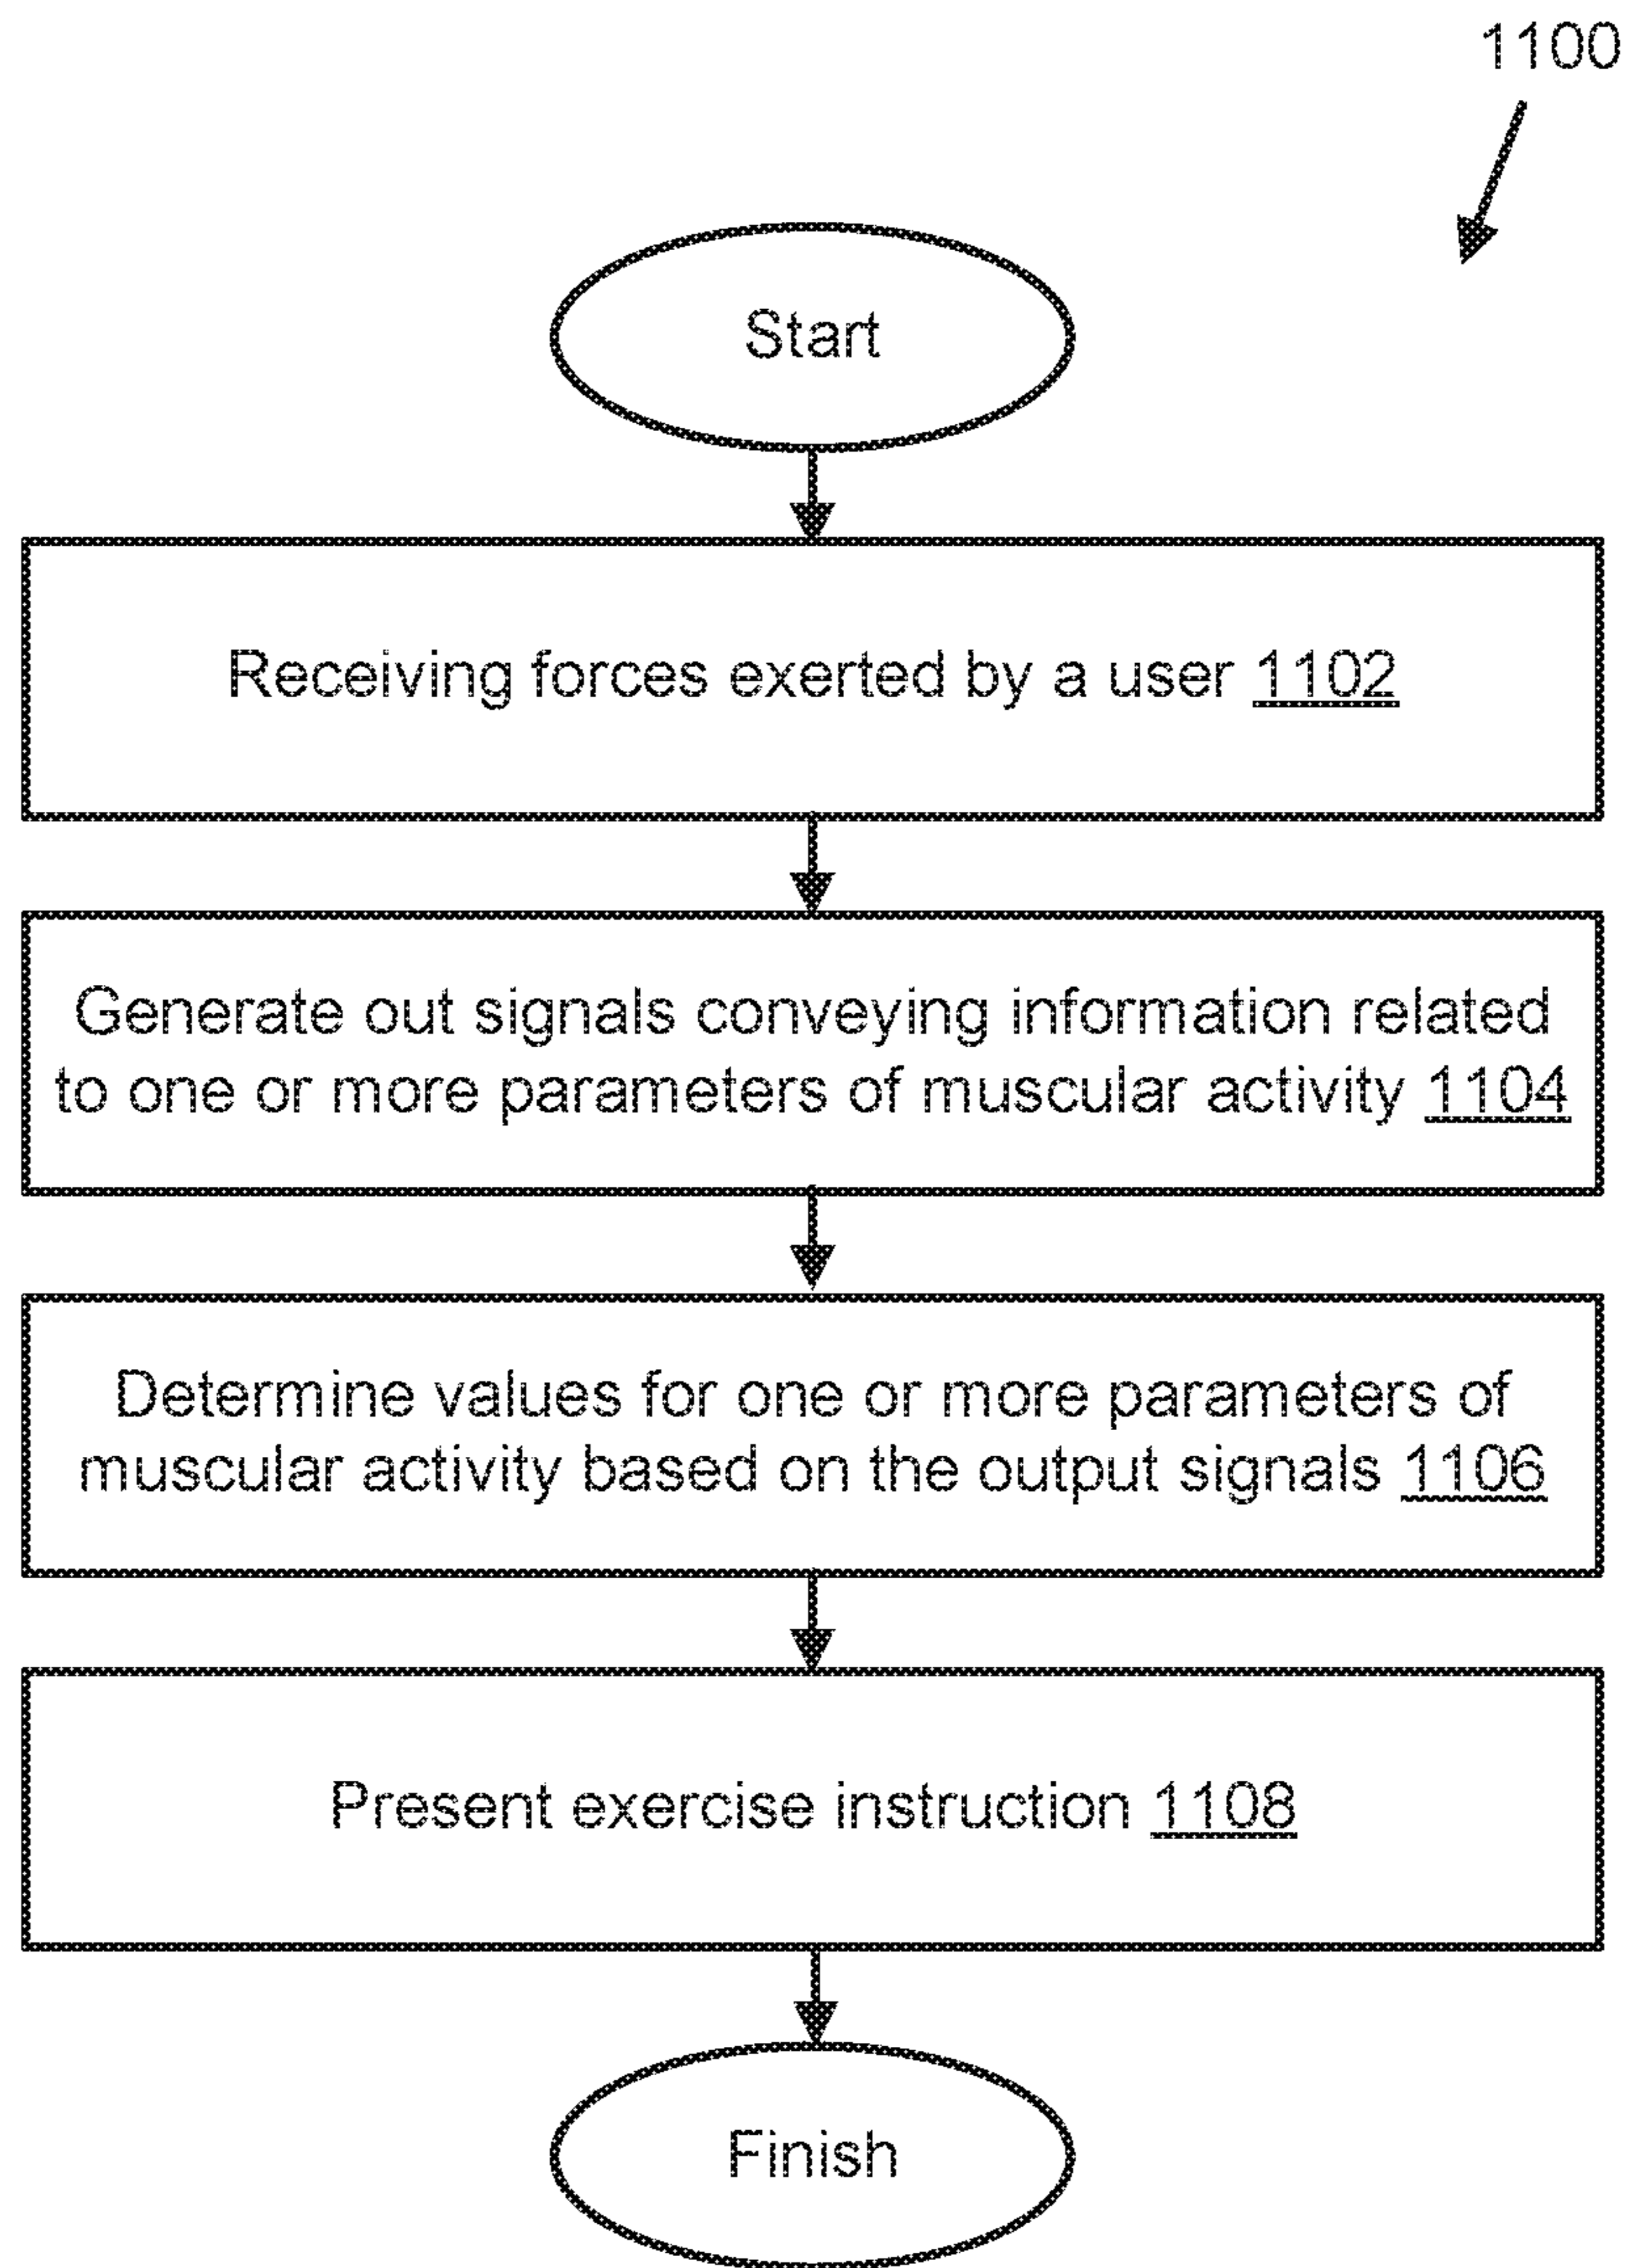 1100
Start
Receiving forces exerted by a user 1102
Generate out signals conveying information related
to one or more parameters of muscular activity 1104
Determine values for one or more parameters of
muscular activity based on the output signals 1106
Present exercise instruction 1108
Finish